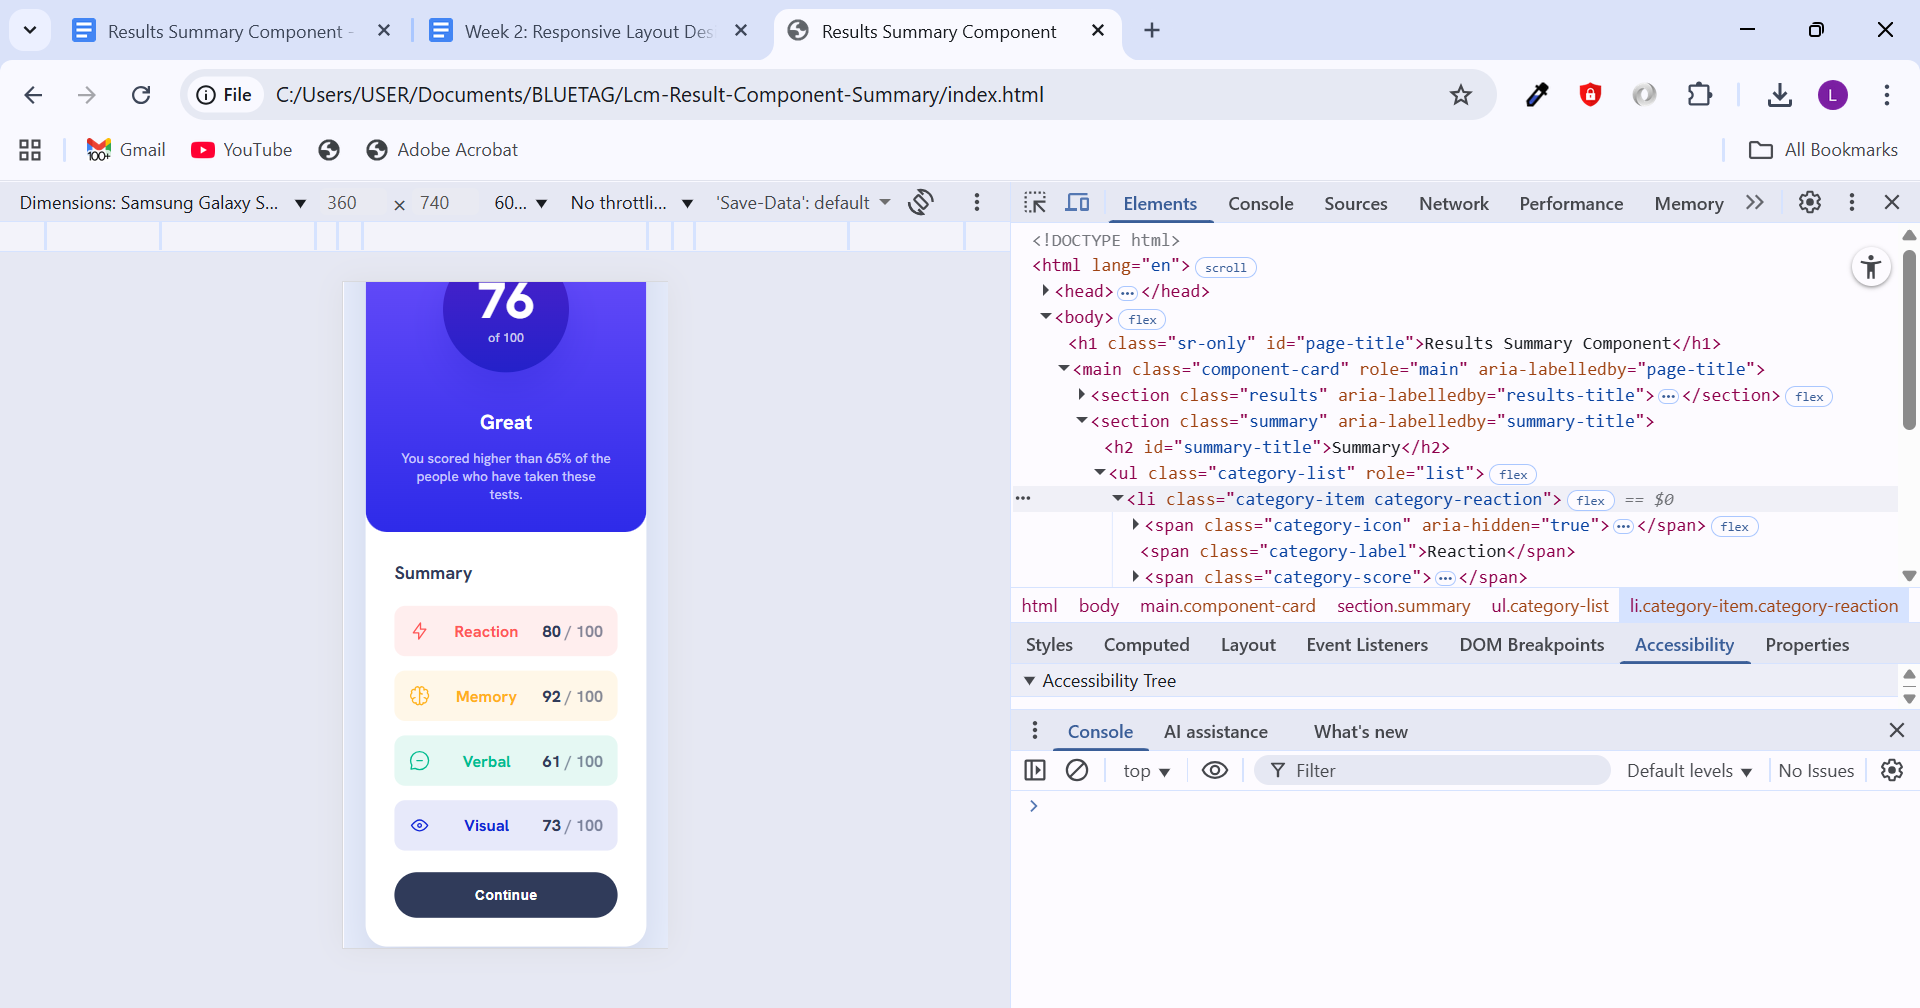 Results Summary Component -
Week 2: Responsive Layout Des
Results Summary Component
File
C:/Users/USER/Documents/BLUETAG/Lcm-Result-Component-Summary/index.html
L
100+
Gmail
YouTube
Adobe Acrobat
All Bookmarks
Dimensions: Samsung Galaxy S... 360 × 740 60... No throttli... 'Save-Data': default
Elements Console Sources Network Performance Memory
76
of 100
Great
You scored higher than 65% of the
people who have taken these
tests.
Summary
Reaction 80 / 100
Memory 92 / 100
Verbal 61 / 100
Visual 73 / 100
Continue
<!DOCTYPE html>
<html lang="en"> scroll
<head> ... </head>
<body> flex
<h1 class="sr-only" id="page-title">Results Summary Component</h1>
<main class="component-card" role="main" aria-labelledby="page-title">
<section class="results" aria-labelledby="results-title"> ... </section> flex
<section class="summary" aria-labelledby="summary-title">
<h2 id="summary-title">Summary</h2>
<ul class="category-list" role="list"> flex
... <li class="category-item category-reaction"> flex == $0
<span class="category-icon" aria-hidden="true"> ... </span> flex
<span class="category-label">Reaction</span>
<span class="category-score"> ... </span>
html body main.component-card section.summary ul.category-list li.category-item.category-reaction
Styles Computed Layout Event Listeners DOM Breakpoints Accessibility Properties
Accessibility Tree
Console AI assistance What's new
top Filter Default levels No Issues